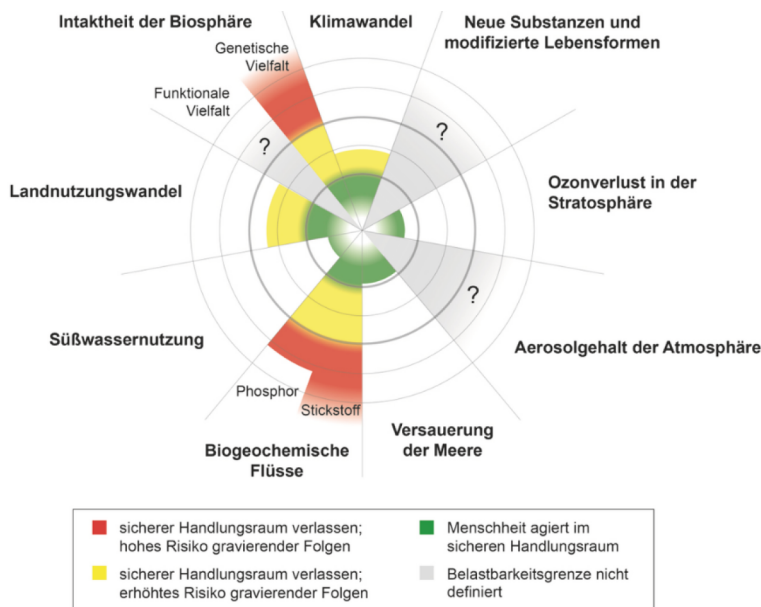 Intaktheit der Biosphäre
Klimawandel
Neue Substanzen und
modifizierte Lebensformen
Genetische
Vielfalt
Funktionale
Vielfalt
?
?
Landnutzungswandel
Ozonverlust in der
Stratosphäre
?
Süßwassernutzung
Aerosolgehalt der Atmosphäre
Phosphor
Stickstoff
Versauerung
der Meere
Biogeochemische
Flüsse
sicherer Handlungsraum verlassen;
hohes Risiko gravierender Folgen
Menschheit agiert im
sicheren Handlungsraum
sicherer Handlungsraum verlassen;
erhöhtes Risiko gravierender Folgen
Belastbarkeitsgrenze nicht
definiert